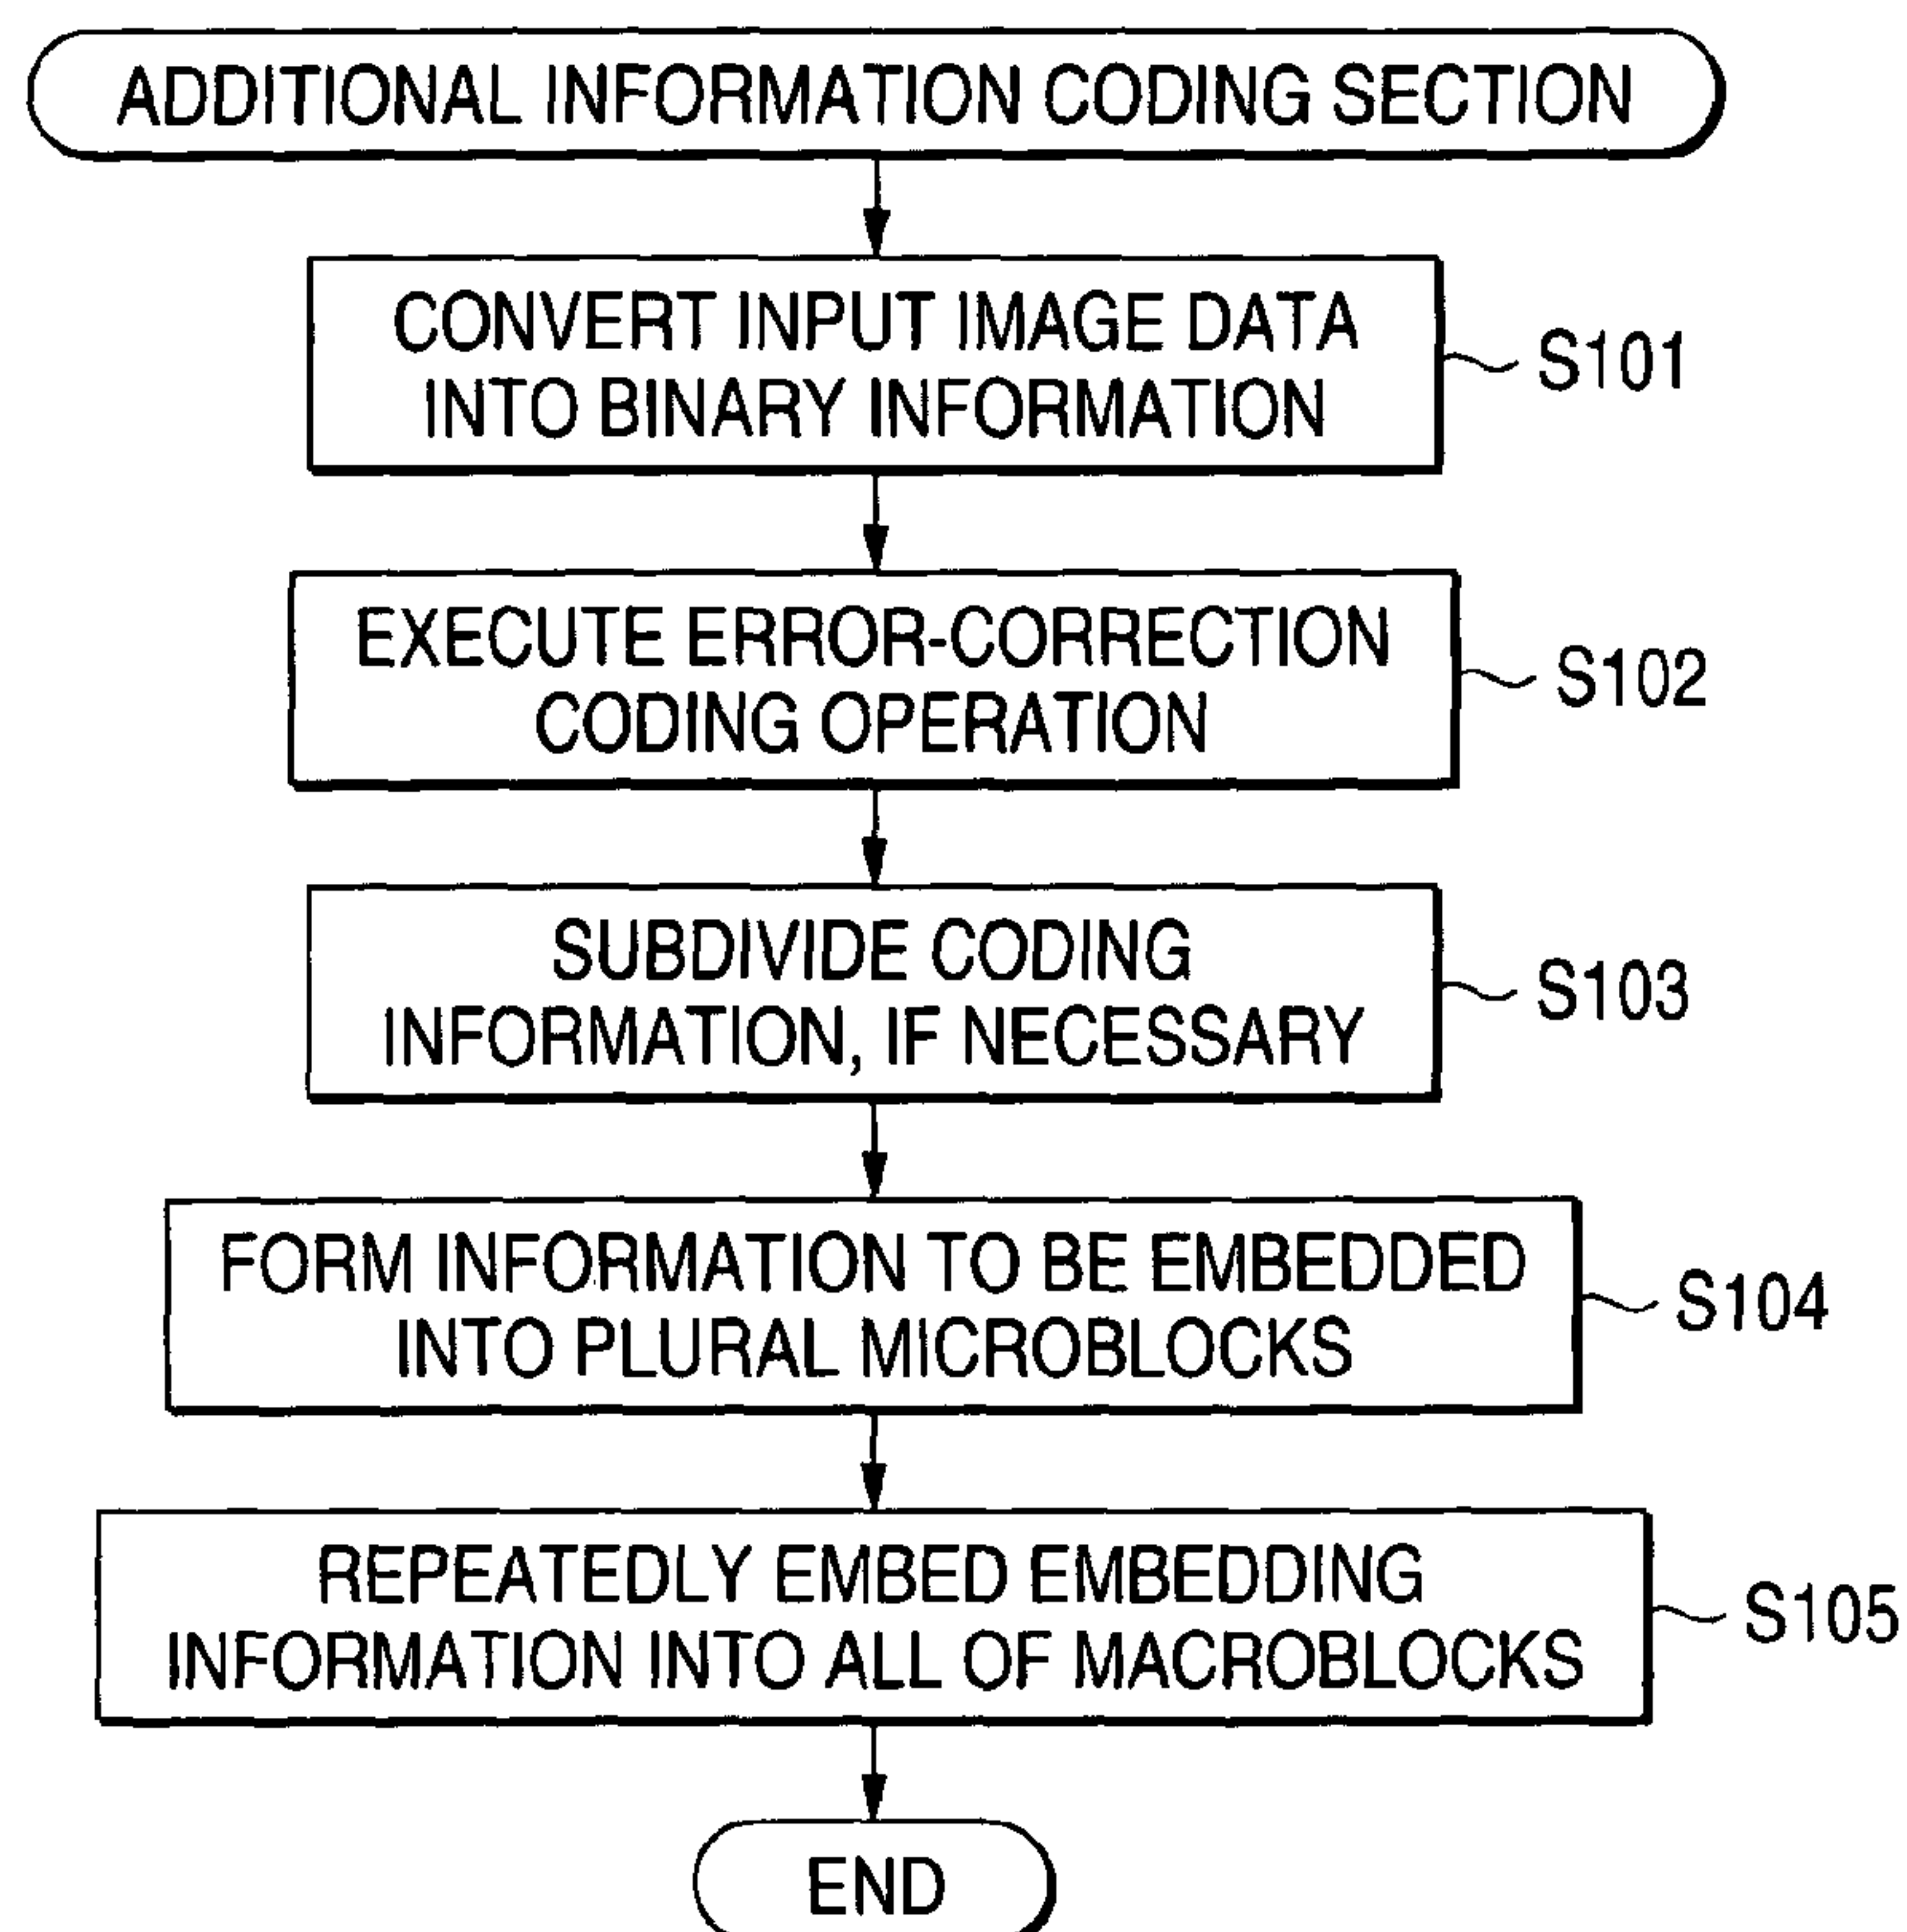 ADDITIONAL INFORMATION CODING SECTION
CONVERT INPUT IMAGE DATA
INTO BINARY INFORMATION
S101
EXECUTE ERROR-CORRECTION
CODING OPERATION
S102
SUBDIVIDE CODING
INFORMATION, IF NECESSARY
S103
FORM INFORMATION TO BE EMBEDDED
INTO PLURAL MICROBLOCKS
S104
REPEATEDLY EMBED EMBEDDING
INFORMATION INTO ALL OF MACROBLOCKS
S105
END